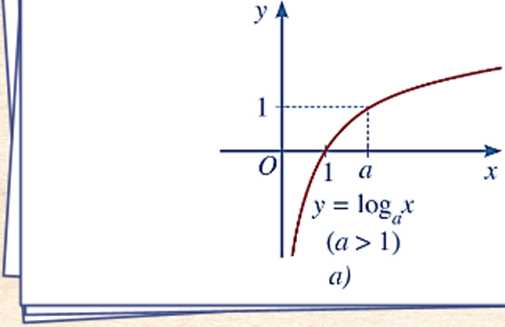 y
1
O 1 a x
y = logₐx
(a > 1)
a)